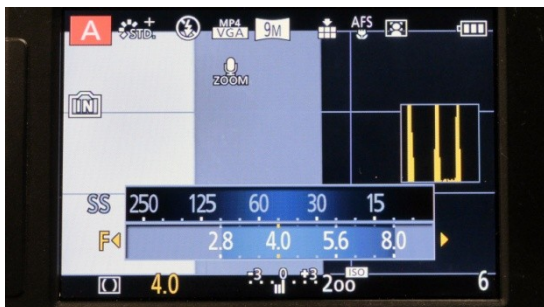 A STD. MP4 VGA 9M AFS
ZOOM
IN
SS 250 125 60 30 15
F 2.8 4.0 5.6 8.0
4.0 -3 0 +3 ISO 200 6